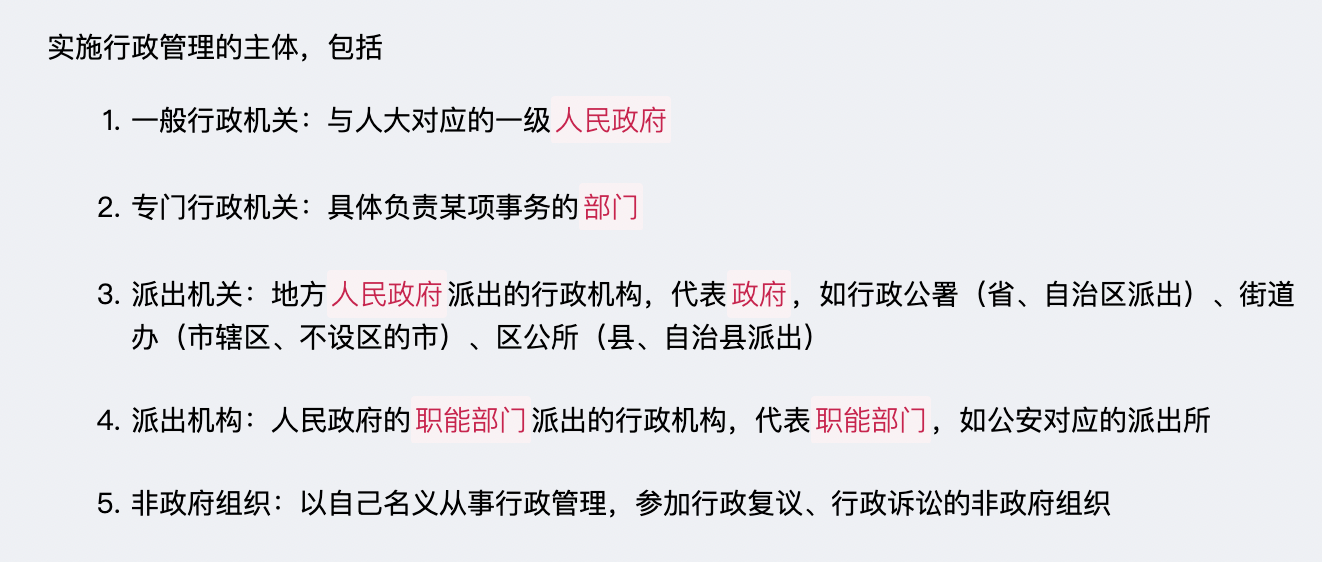 实施行政管理的主体，包括
1. 一般行政机关：与人大对应的一级人民政府
2. 专门行政机关：具体负责某项事务的部门
3. 派出机关：地方人民政府派出的行政机构，代表政府，如行政公署（省、自治区派出）、街道
办（市辖区、不设区的市）、区公所（县、自治县派出）
4. 派出机构：人民政府的职能部门派出的行政机构，代表职能部门，如公安对应的派出所
5. 非政府组织：以自己名义从事行政管理，参加行政复议、行政诉讼的非政府组织